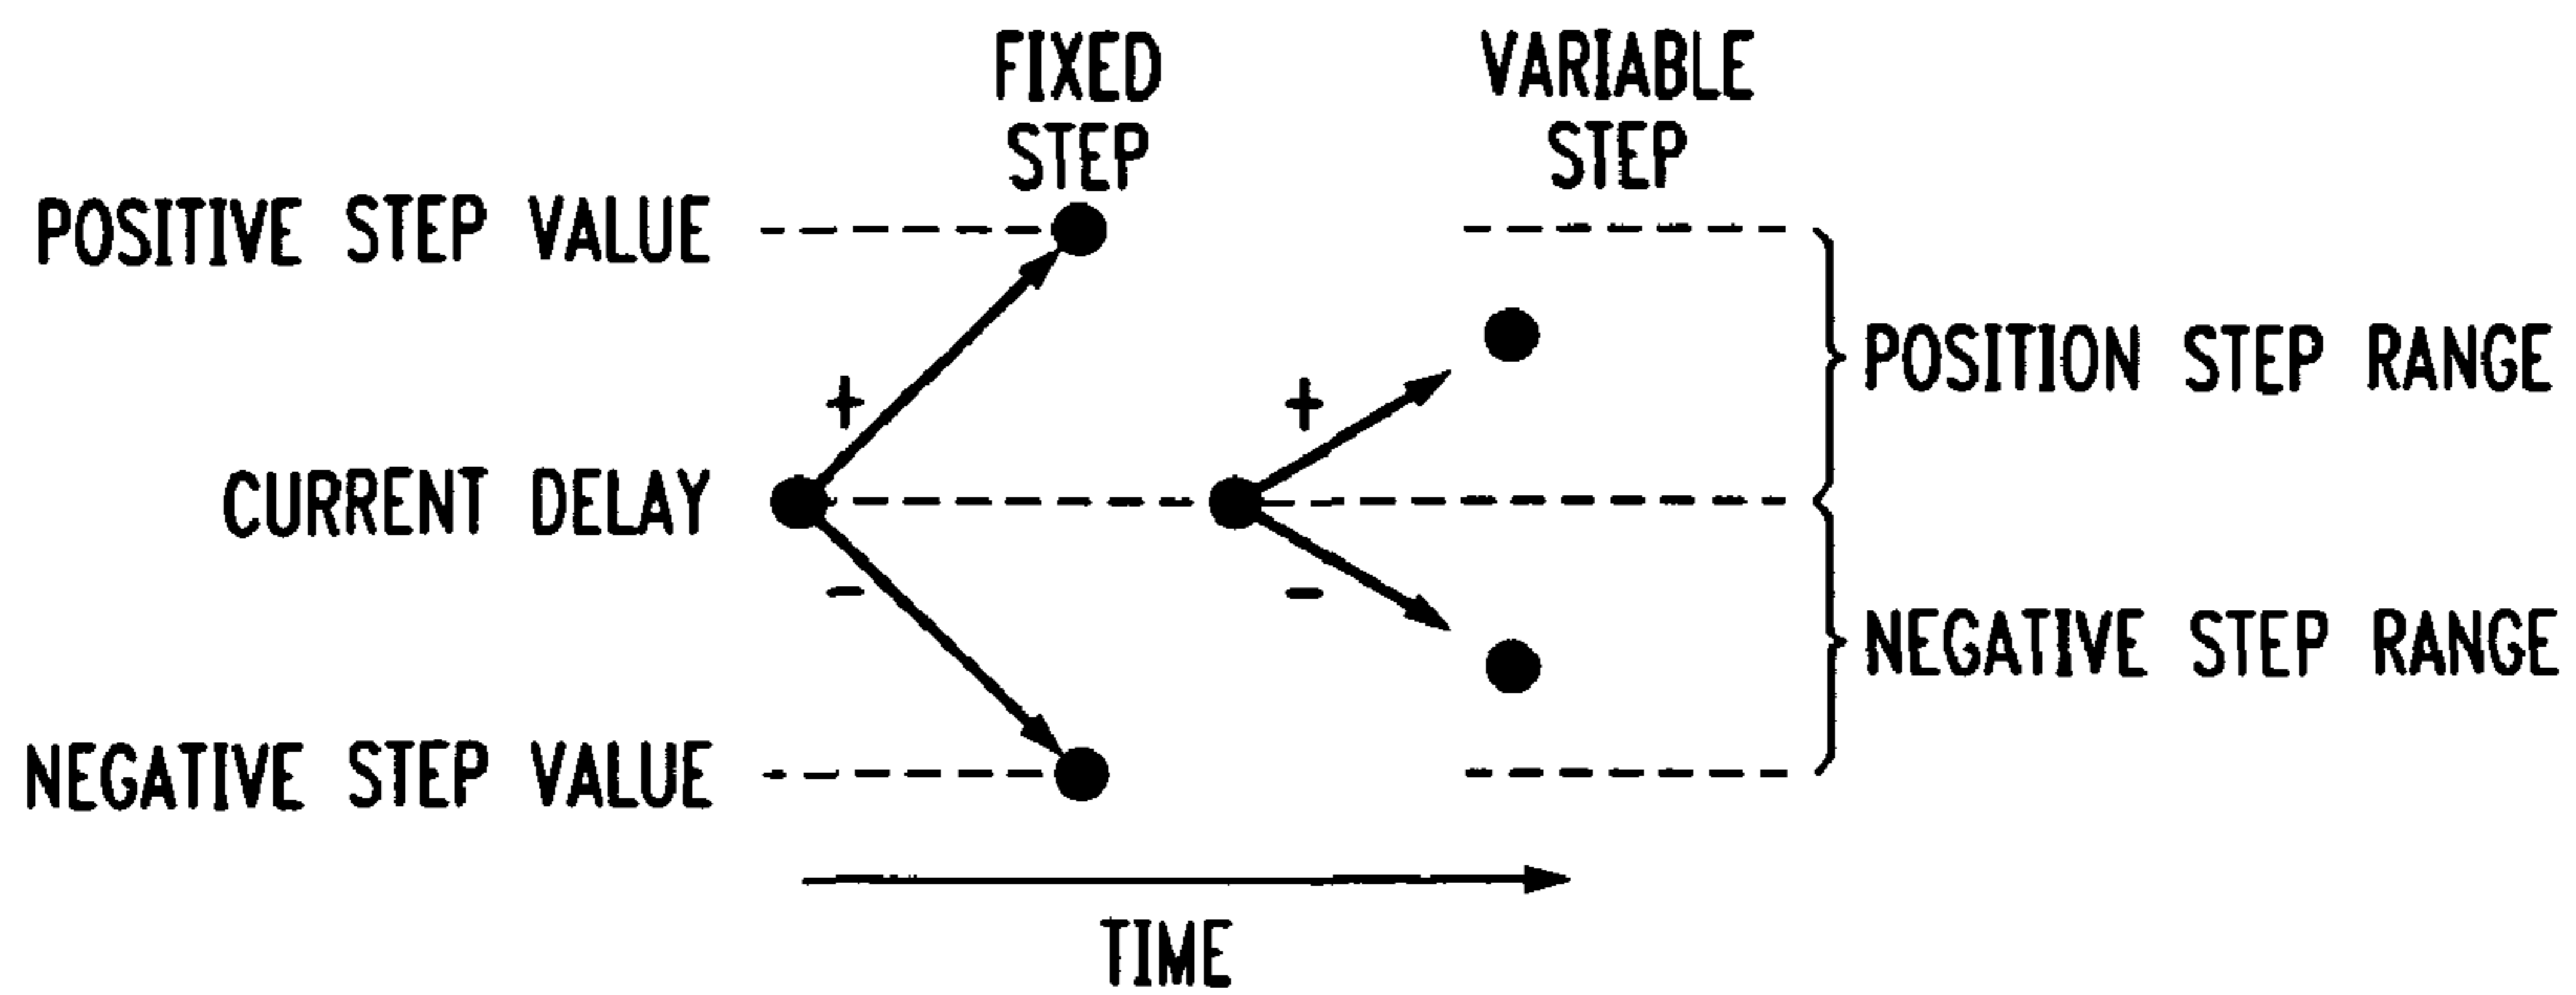 FIXED
STEP
VARIABLE
STEP
POSITIVE STEP VALUE
+
+
POSITION STEP RANGE
CURRENT DELAY
-
-
NEGATIVE STEP RANGE
NEGATIVE STEP VALUE
TIME